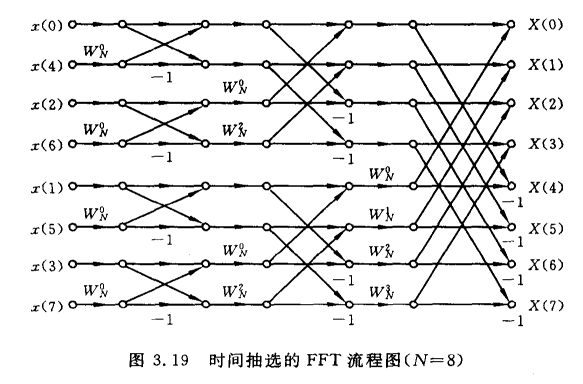 x(0) X(0)
W_N^0
x(4) -1 W_N^0 X(1)
x(2) X(2)
W_N^0 W_N^2 -1
x(6) -1 -1 X(3)
W_N^0
x(1) -1 X(4)
W_N^0 W_N^1
x(5) -1 -1 X(5)
W_N^0 W_N^2
x(3) -1 -1 X(6)
W_N^0 W_N^2 W_N^3
x(7) -1 -1 -1 X(7)
图 3.19 时间抽选的 FFT 流程图(N=8)